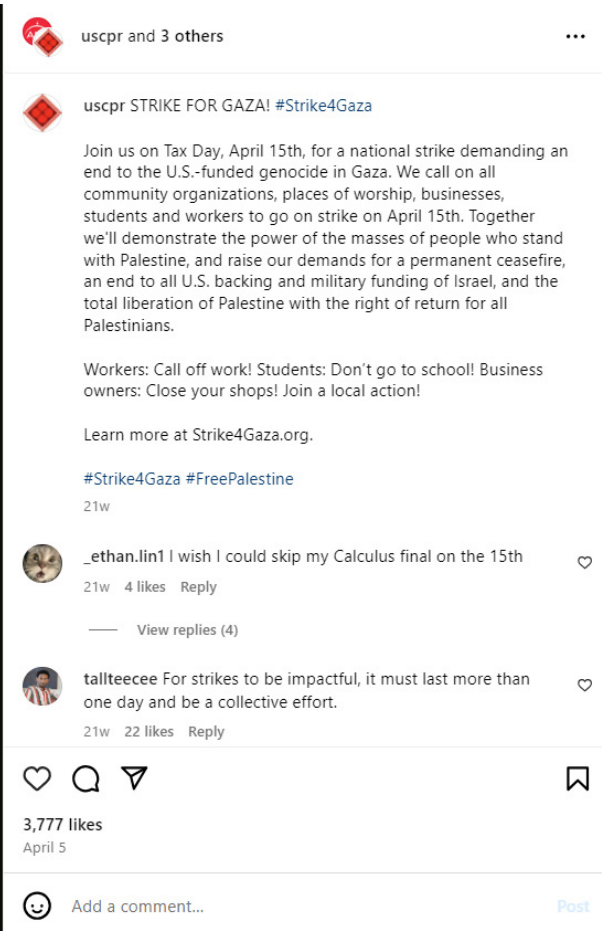 uscpr and 3 others
uscpr STRIKE FOR GAZA! #Strike4Gaza
Join us on Tax Day, April 15th, for a national strike demanding an
end to the U.S.-funded genocide in Gaza. We call on all
community organizations, places of worship, businesses,
students and workers to go on strike on April 15th. Together
we'll demonstrate the power of the masses of people who stand
with Palestine, and raise our demands for a permanent ceasefire,
an end to all U.S. backing and military funding of Israel, and the
total liberation of Palestine with the right of return for all
Palestinians.
Workers: Call off work! Students: Don't go to school! Business
owners: Close your shops! Join a local action!
Learn more at Strike4Gaza.org.
#Strike4Gaza #FreePalestine
21w
_ethan.lin1 I wish I could skip my Calculus final on the 15th
21w 4 likes Reply
View replies (4)
tallteecee For strikes to be impactful, it must last more than
one day and be a collective effort.
21w 22 likes Reply
3,777 likes
April 5
Add a comment...
Post